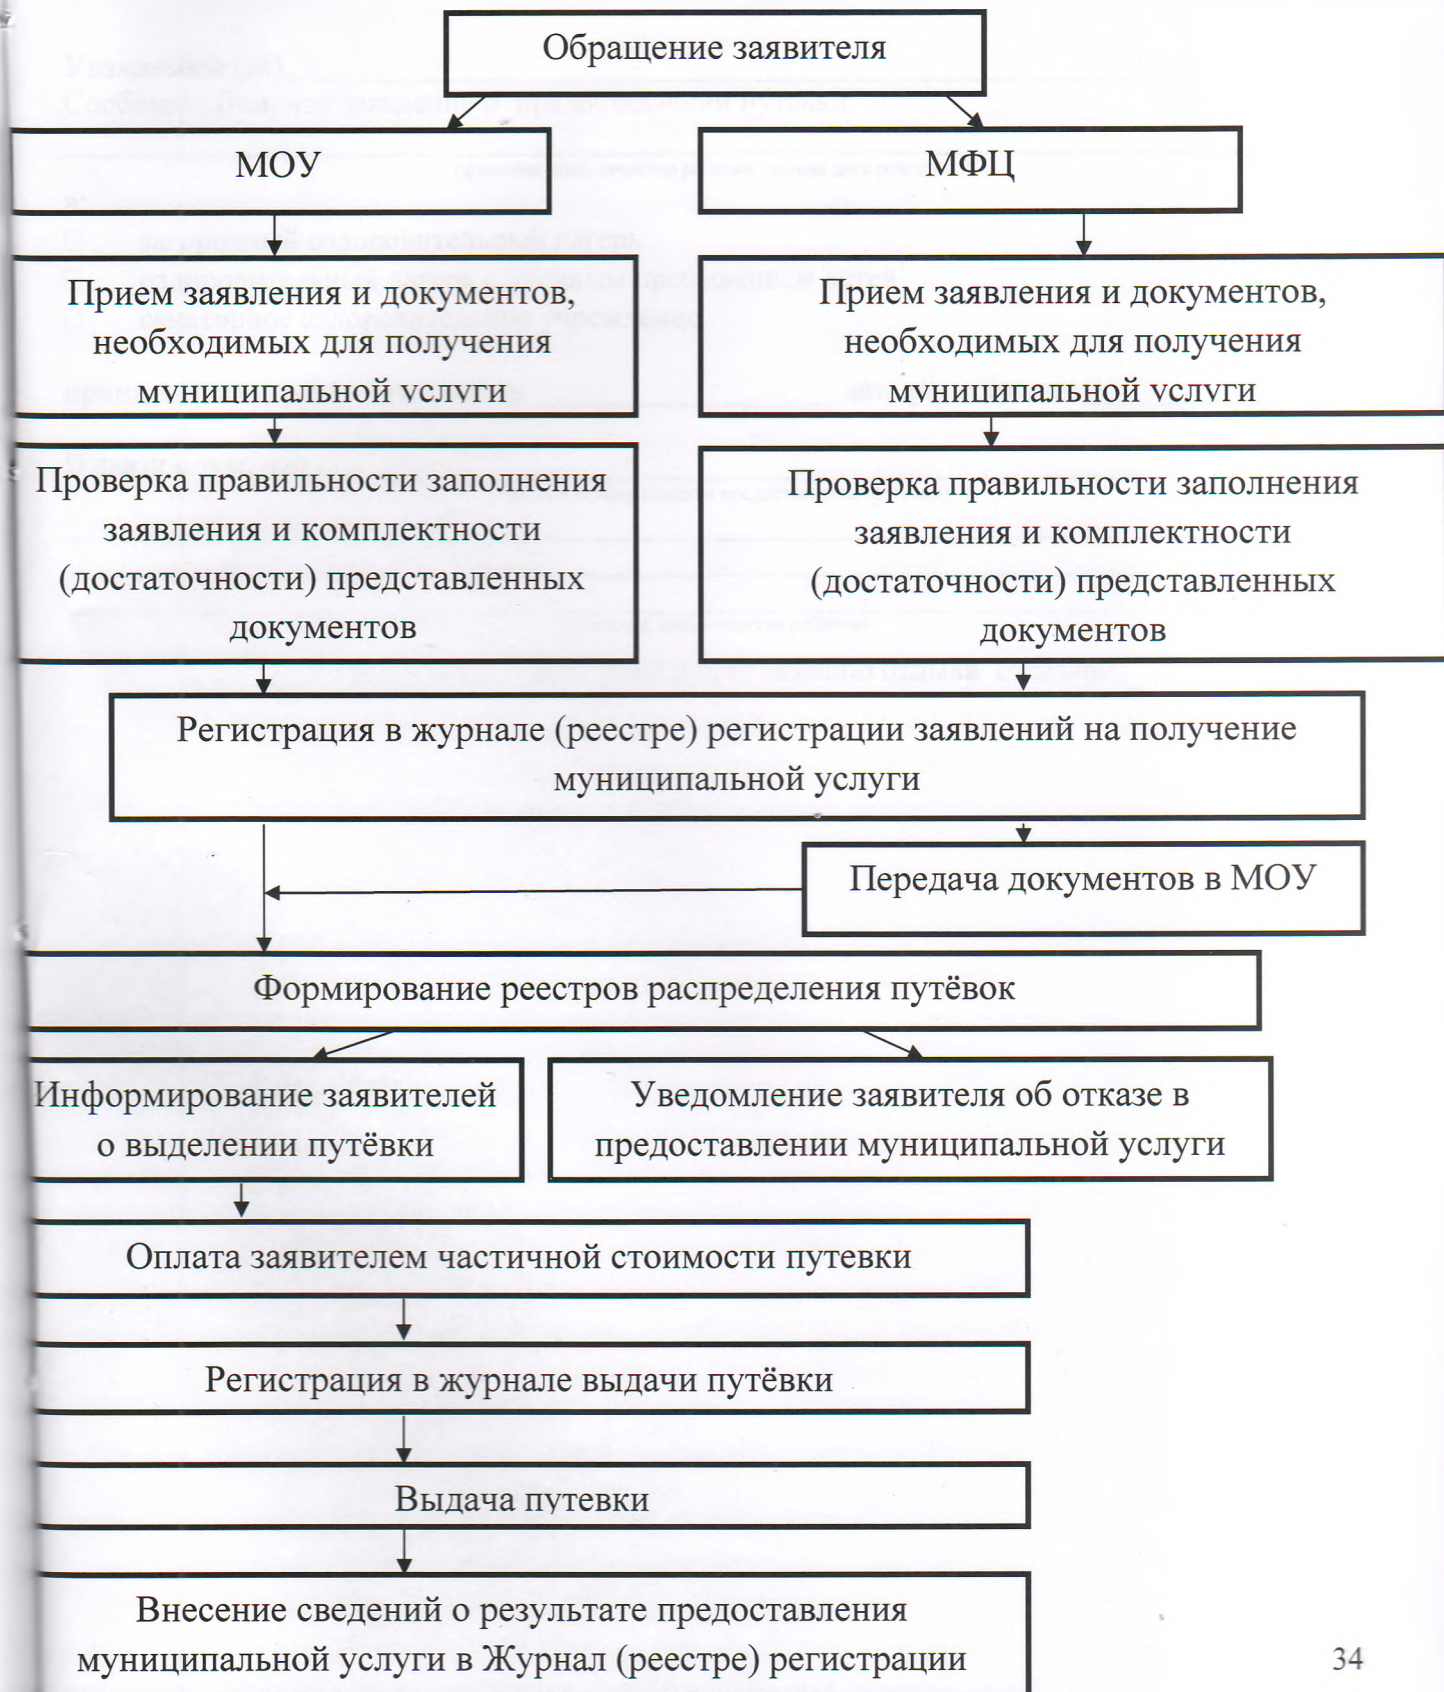 Обращение заявителя
МОУ
МФЦ
Прием заявления и документов,
необходимых для получения
муниципальной услуги
Прием заявления и документов,
необходимых для получения
муниципальной услуги
Проверка правильности заполнения
заявления и комплектности
(достаточности) представленных
документов
Проверка правильности заполнения
заявления и комплектности
(достаточности) представленных
документов
Регистрация в журнале (реестре) регистрации заявлений на получение
муниципальной услуги
Передача документов в МОУ
Формирование реестров распределения путёвок
Информирование заявителей
о выделении путёвки
Уведомление заявителя об отказе в
предоставлении муниципальной услуги
Оплата заявителем частичной стоимости путевки
Регистрация в журнале выдачи путёвки
Выдача путевки
Внесение сведений о результате предоставления
муниципальной услуги в Журнал (реестре) регистрации
34